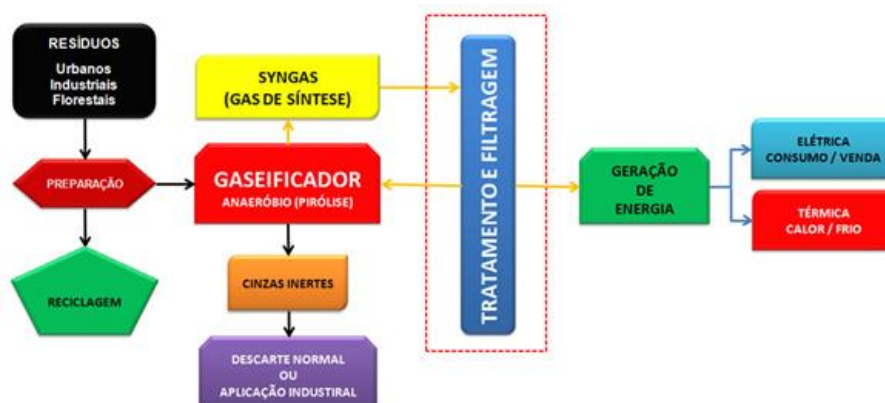 RESÍDUOS
Urbanos
Industriais
Florestais
PREPARAÇÃO
RECICLAGEM
SYNGAS
(GAS DE SÍNTESE)
GASEIFICADOR
ANAERÓBIO (PIRÓLISE)
CINZAS INERTES
DESCARTE NORMAL
OU
APLICAÇÃO INDUSTIRAL
TRATAMENTO E FILTRAGEM
GERAÇÃO
DE
ENERGIA
ELÉTRICA
CONSUMO / VENDA
TÉRMICA
CALOR / FRIO